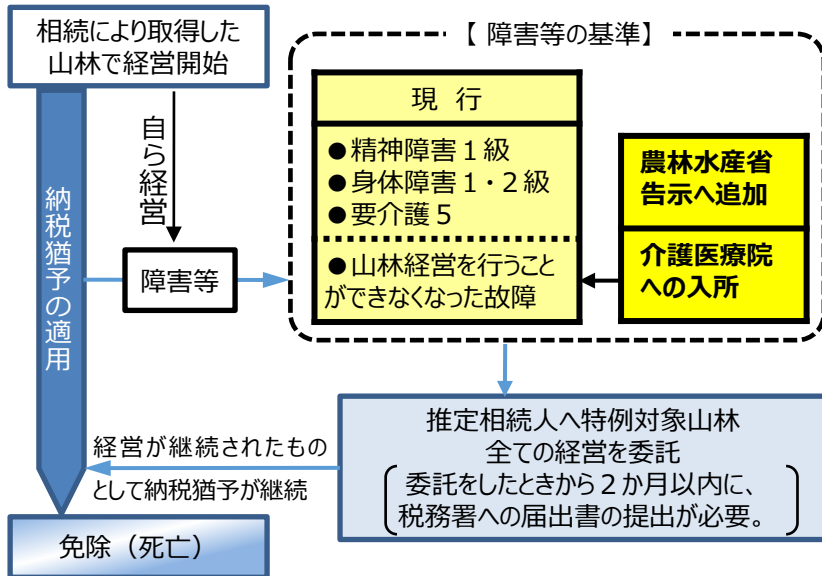 相続により取得した
山林で経営開始
自ら経営
納税猶予の適用
障害等
【 障害等の基準】
現 行
●精神障害１級
●身体障害１・２級
●要介護５
●山林経営を行うこと
ができなくなった故障
農林水産省
告示へ追加
介護医療院
への入所
推定相続人へ特例対象山林
全ての経営を委託
委託をしたときから２か月以内に、
税務署への届出書の提出が必要。
経営が継続されたもの
として納税猶予が継続
免除（死亡）